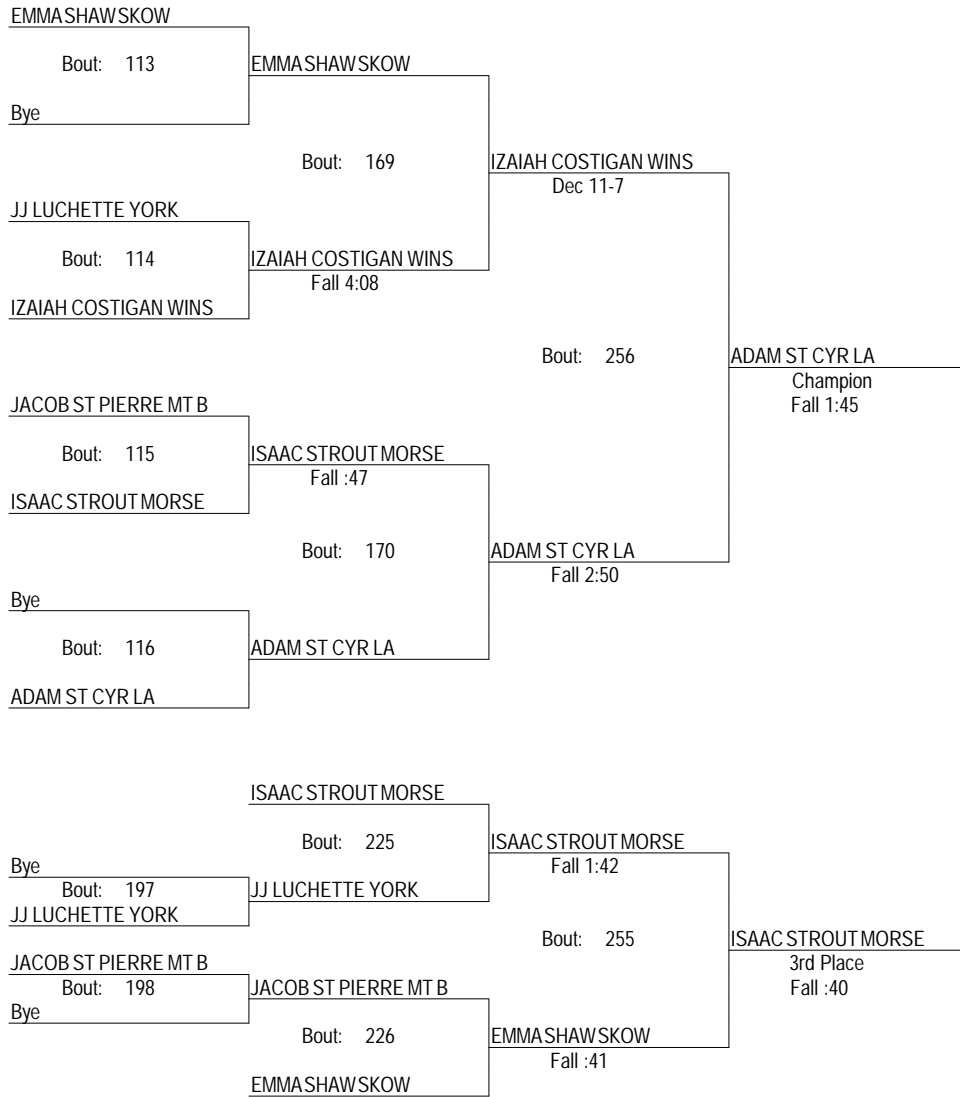 EMMA SHAW SKOW
Bout: 113
EMMA SHAW SKOW
Bye
Bout: 169
IZAIAH COSTIGAN WINS
Dec 11-7
JJ LUCHETTE YORK
Bout: 114
IZAIAH COSTIGAN WINS
Fall 4:08
IZAIAH COSTIGAN WINS
Bout: 256
ADAM ST CYR LA
Champion
Fall 1:45
JACOB ST PIERRE MT B
Bout: 115
ISAAC STROUT MORSE
Fall :47
ISAAC STROUT MORSE
Bout: 170
ADAM ST CYR LA
Fall 2:50
Bye
Bout: 116
ADAM ST CYR LA
ADAM ST CYR LA
ISAAC STROUT MORSE
Bout: 225
ISAAC STROUT MORSE
Fall 1:42
Bye
Bout: 197
JJ LUCHETTE YORK
JJ LUCHETTE YORK
Bout: 255
ISAAC STROUT MORSE
3rd Place
Fall :40
JACOB ST PIERRE MT B
Bout: 198
JACOB ST PIERRE MT B
Bye
Bout: 226
EMMA SHAW SKOW
Fall :41
EMMA SHAW SKOW